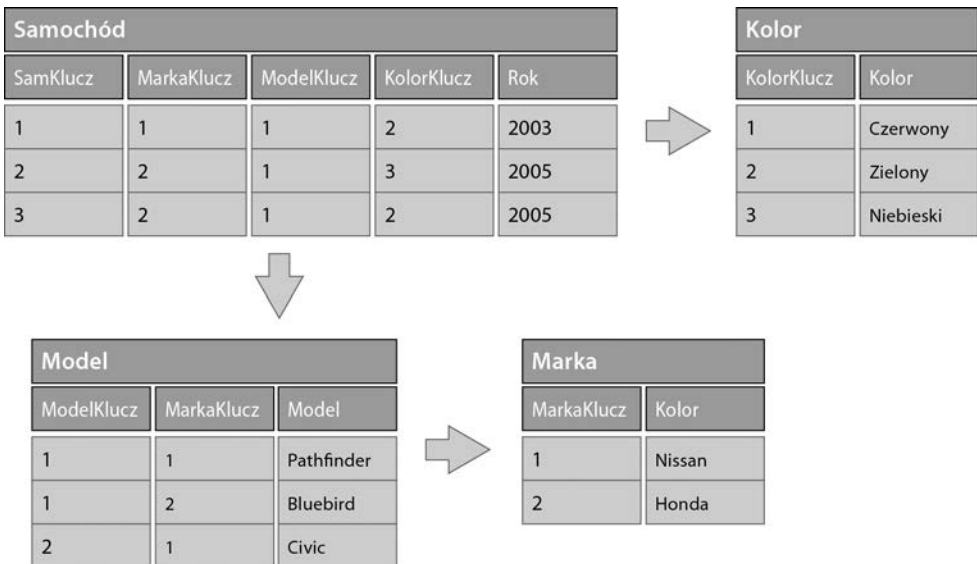 Samochód
SamKlucz MarkaKlucz ModelKlucz KolorKlucz Rok
1 1 1 2 2003
2 2 1 3 2005
3 2 1 2 2005
Kolor
KolorKlucz Kolor
1 Czerwony
2 Zielony
3 Niebieski
Model
ModelKlucz MarkaKlucz Model
1 1 Pathfinder
1 2 Bluebird
2 1 Civic
Marka
MarkaKlucz Kolor
1 Nissan
2 Honda